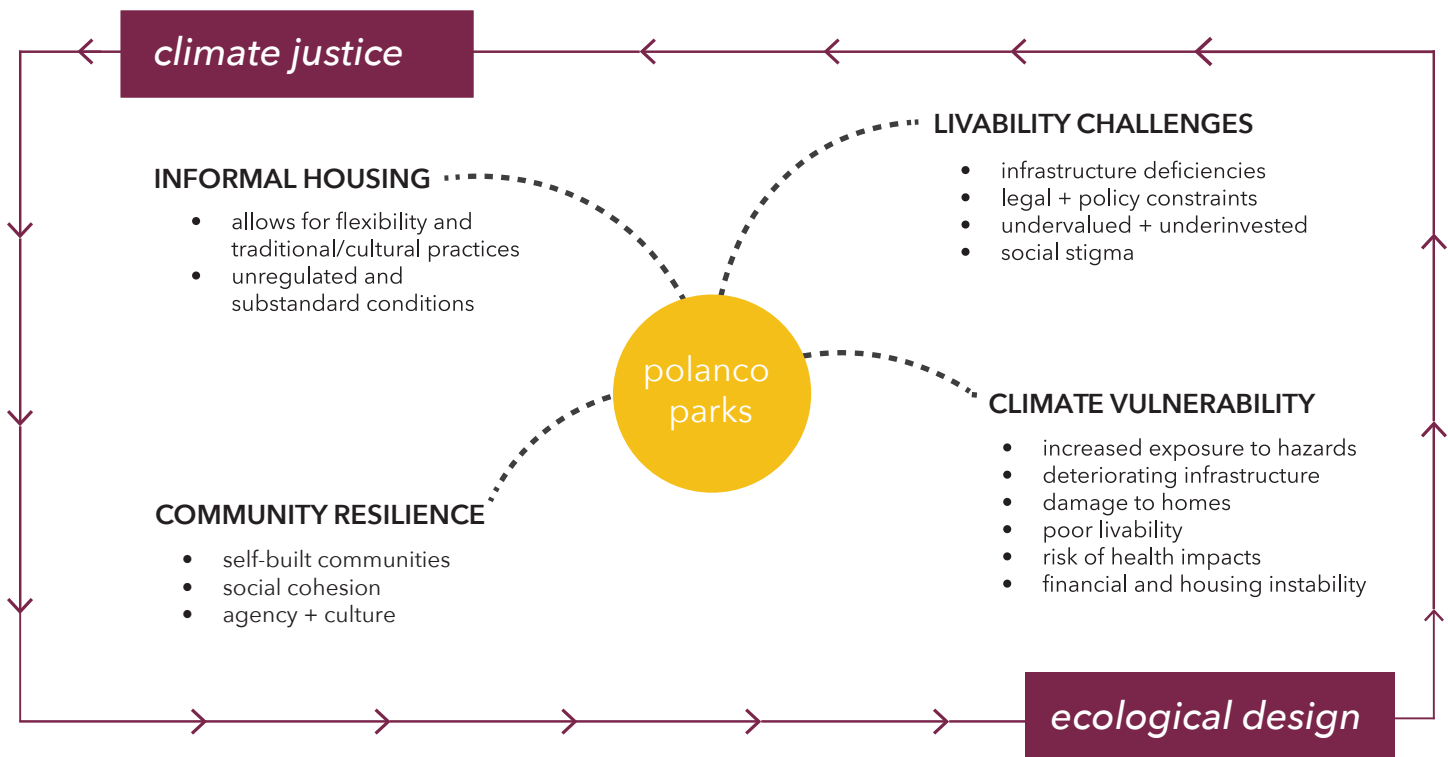 climate justice
INFORMAL HOUSING
• allows for flexibility and
traditional/cultural practices
• unregulated and
substandard conditions
LIVABILITY CHALLENGES
• infrastructure deficiencies
• legal + policy constraints
• undervalued + underinvested
• social stigma
polanco
parks
COMMUNITY RESILIENCE
• self-built communities
• social cohesion
• agency + culture
CLIMATE VULNERABILITY
• increased exposure to hazards
• deteriorating infrastructure
• damage to homes
• poor livability
• risk of health impacts
• financial and housing instability
ecological design